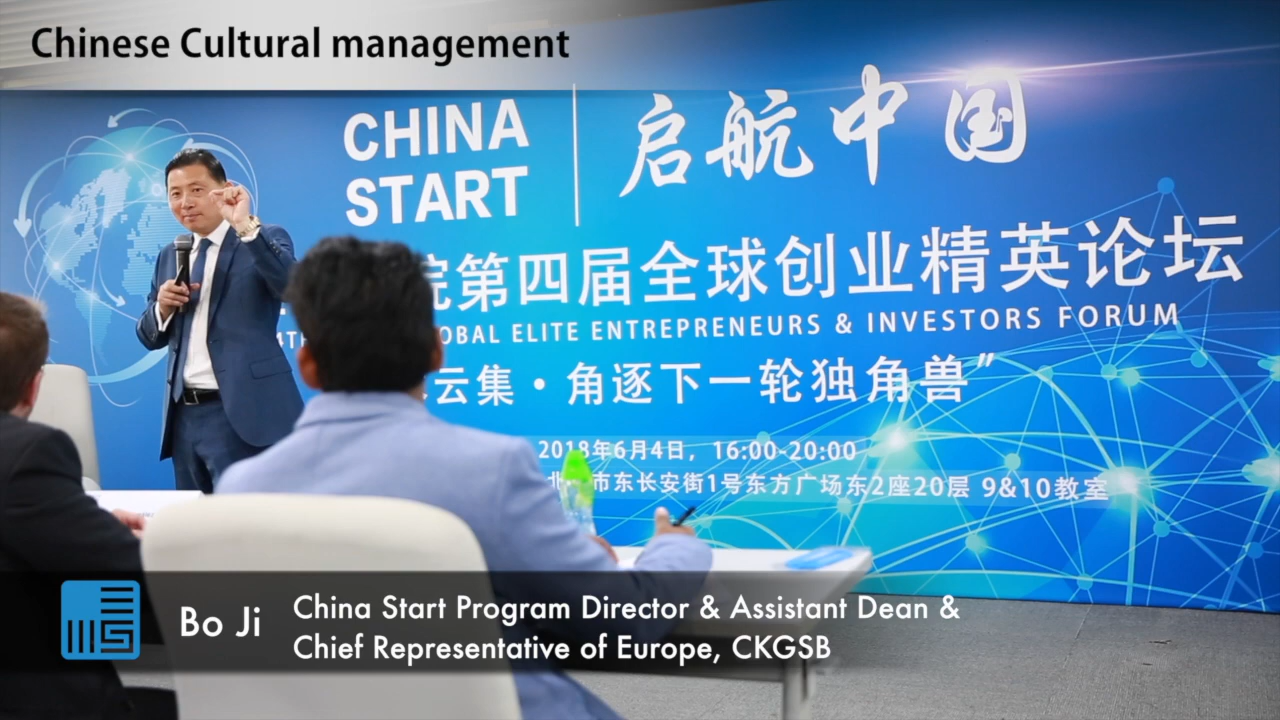 Chinese Cultural management
CHINA
START
启航中国
院第四届全球创业精英论坛
4TH OBAL ELITE ENTREPRENEURS & INVESTORS FORUM
云集·角逐下一轮独角兽”
2018年6月4日，16:00-20:00
北 市东长安街1号东方广场东2座20层 9&10教室
Bo Ji
China Start Program Director & Assistant Dean &
Chief Representative of Europe, CKGSB